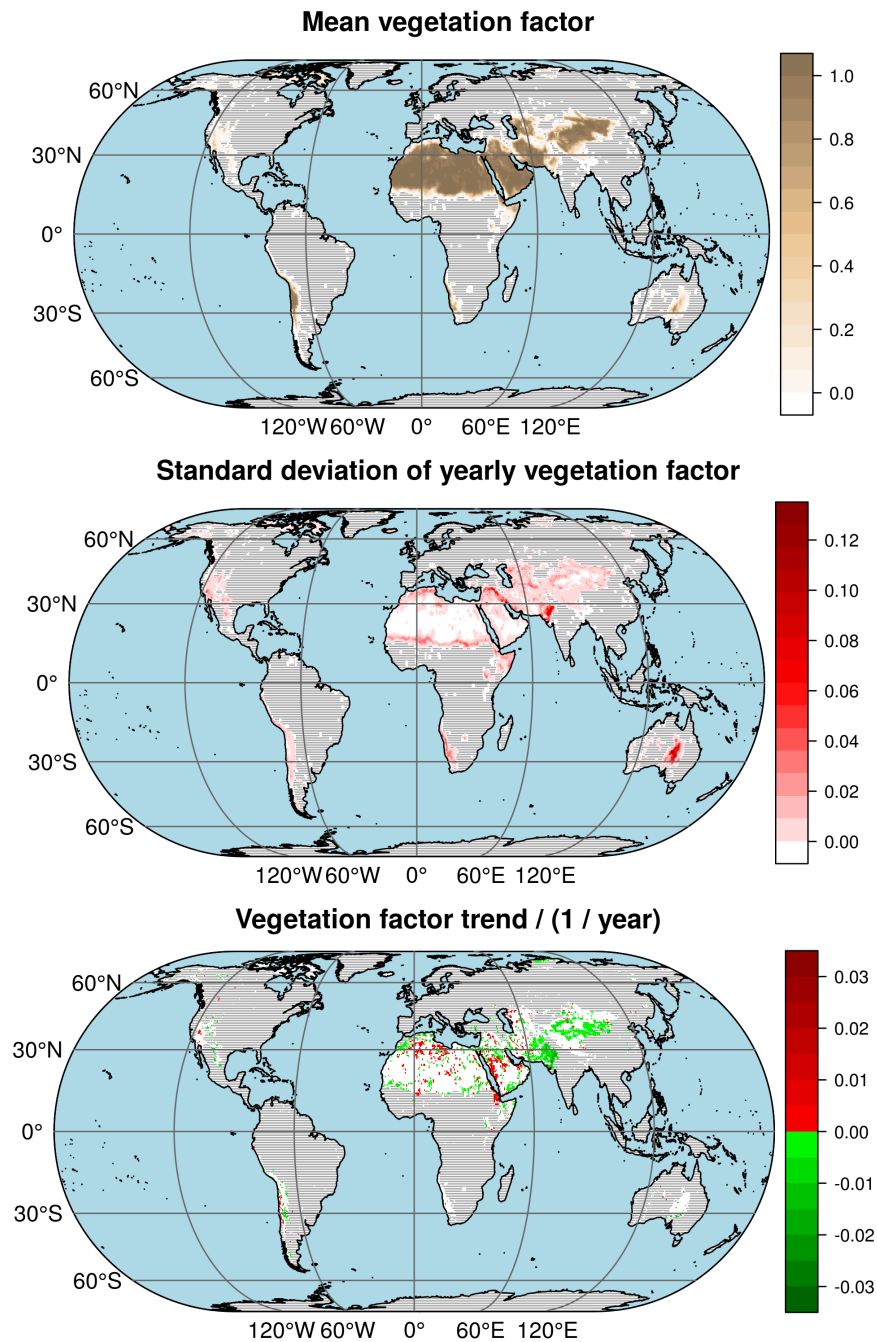 Mean vegetation factor
60°N
30°N
0°
30°S
60°S
120°W 60°W 0° 60°E 120°E
1.0
0.8
0.6
0.4
0.2
0.0
Standard deviation of yearly vegetation factor
60°N
30°N
0°
30°S
60°S
120°W 60°W 0° 60°E 120°E
0.12
0.10
0.08
0.06
0.04
0.02
0.00
Vegetation factor trend / (1 / year)
60°N
30°N
0°
30°S
60°S
120°W 60°W 0° 60°E 120°E
0.03
0.02
0.01
0.00
-0.01
-0.02
-0.03